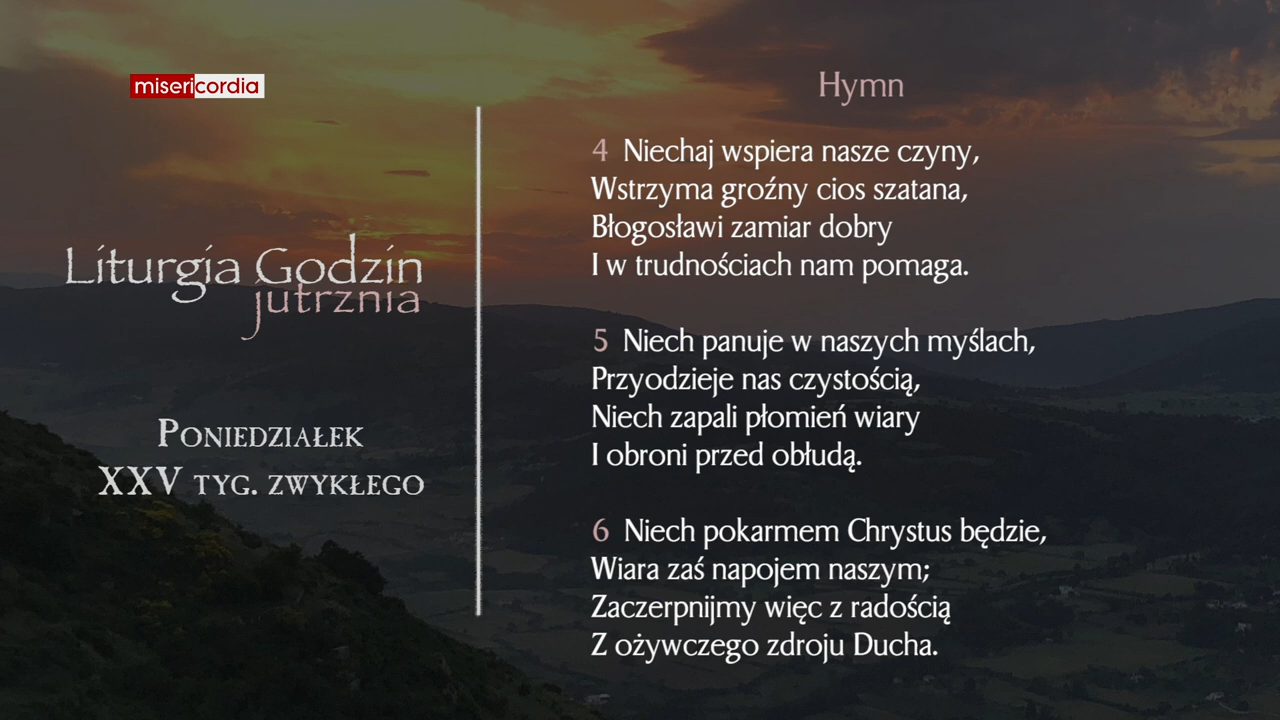 misericordia
Liturgia Godzin
jutrznia
Poniedziałek
XXV tyg. zwykłego
Hymn
4 Niechaj wspiera nasze czyny,
Wstrzyma groźny cios szatana,
Błogosławi zamiar dobry
I w trudnościach nam pomaga.
5 Niech panuje w naszych myślach,
Przyodzieje nas czystością,
Niech zapali płomień wiary
I obroni przed obłudą.
6 Niech pokarmem Chrystus będzie,
Wiara zaś napojem naszym;
Zaczerpnijmy więc z radością
Z ożywczego zdroju Ducha.